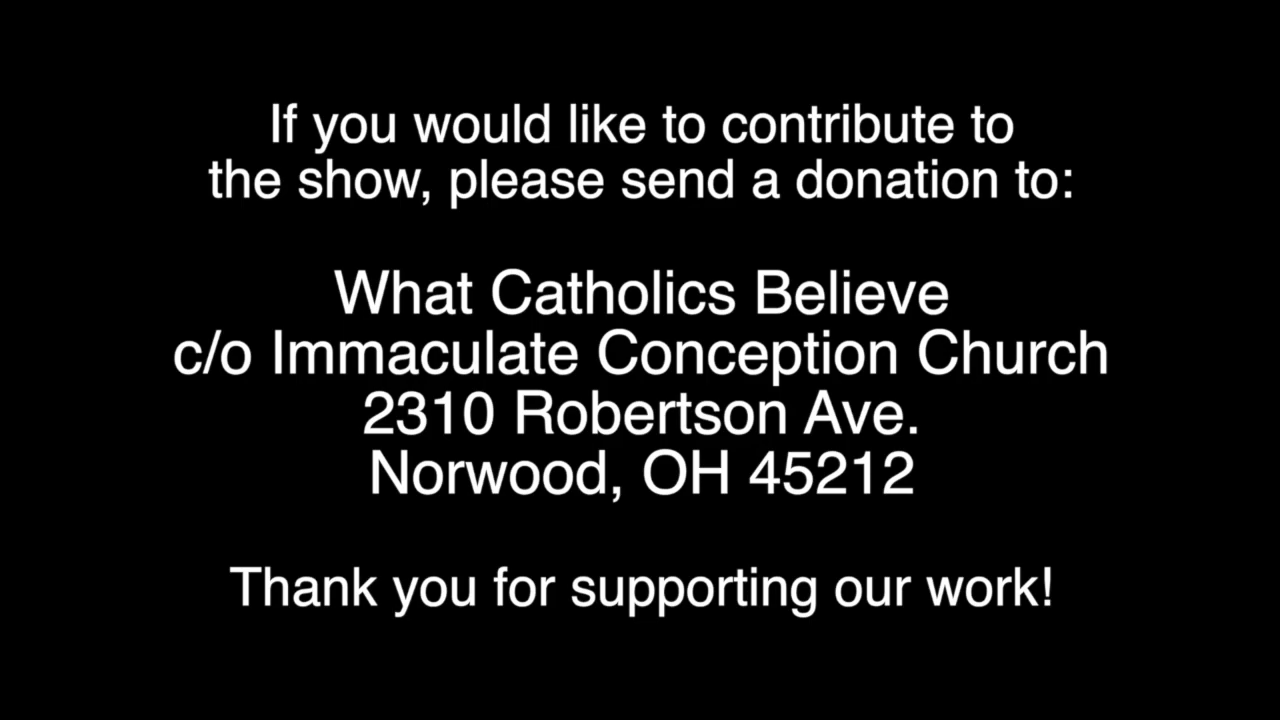 If you would like to contribute to
the show, please send a donation to:
What Catholics Believe
c/o Immaculate Conception Church
2310 Robertson Ave.
Norwood, OH 45212
Thank you for supporting our work!